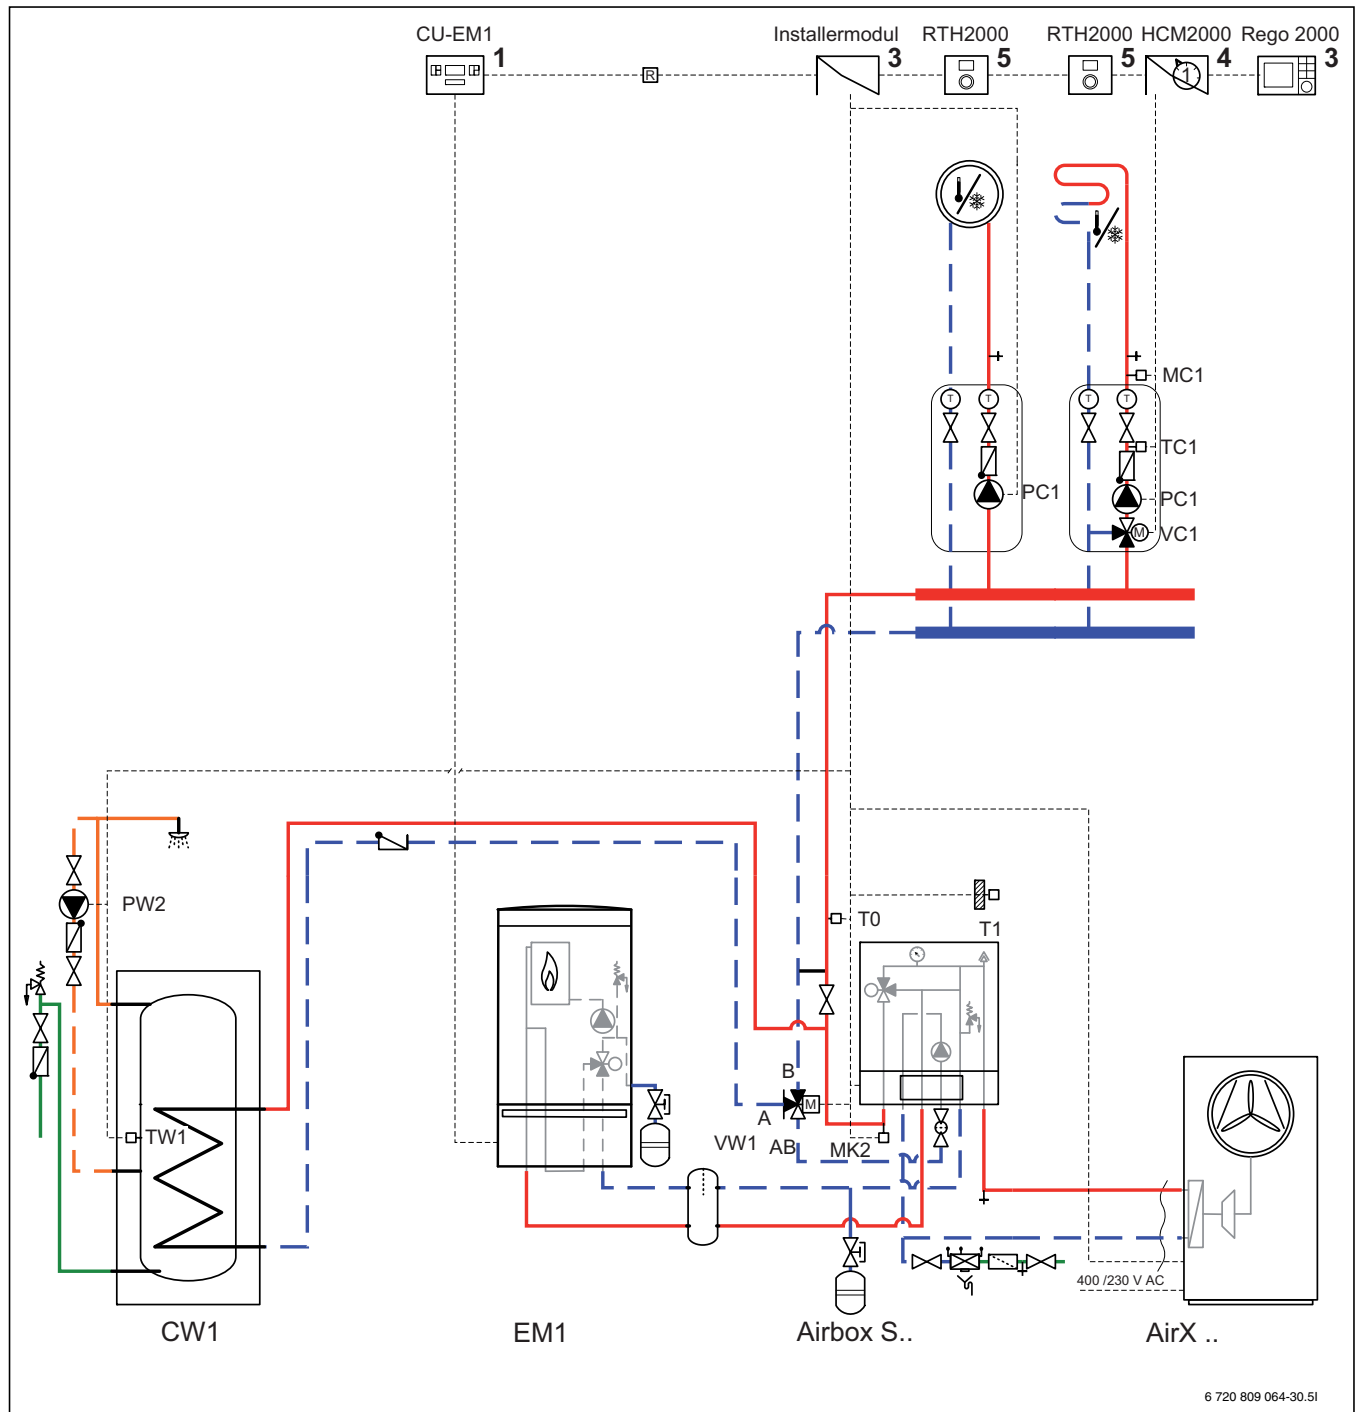 CU-EM1 Installermodul RTH2000 RTH2000 HCM2000 Rego 2000
1 3 5 5 4 3
R
1
MC1
T T T T
TC1
PC1 PC1
M VC1
PW2
T0
T1
B
M
A
TW1
VW1 AB MK2
400 /230 V AC
CW1 EM1 Airbox S.. AirX ..
6 720 809 064-30.5I